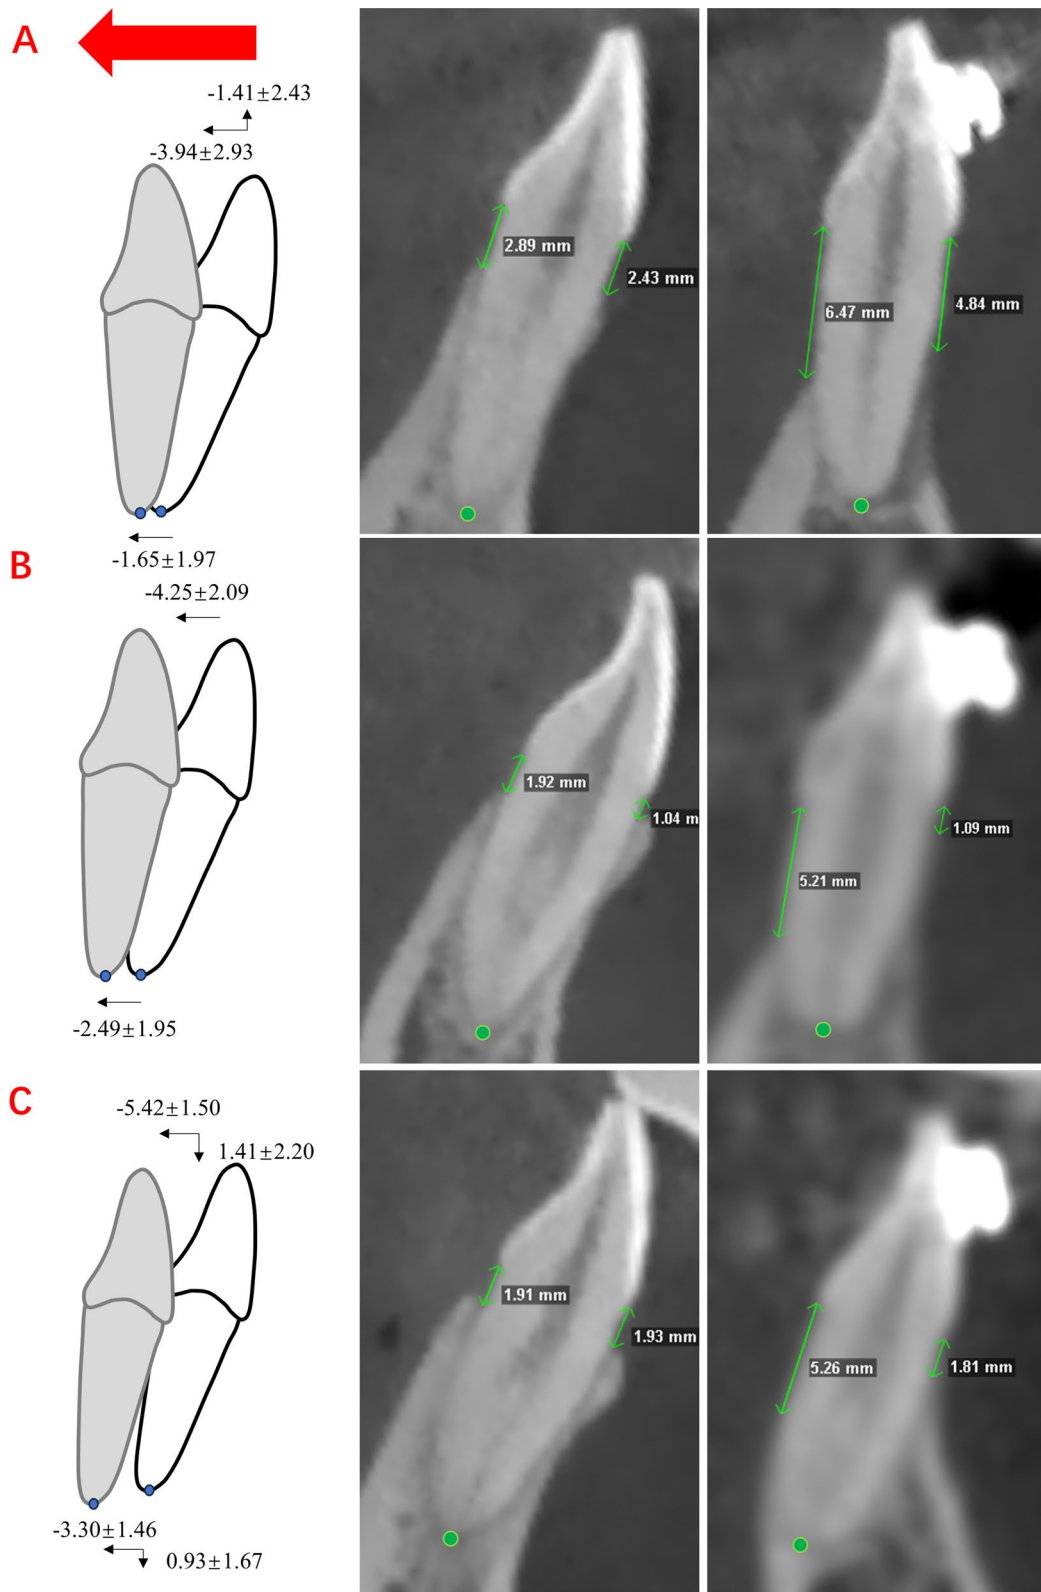 A
-1.41±2.43
-3.94±2.93
2.89 mm
2.43 mm
6.47 mm
4.84 mm
-1.65±1.97
B
-4.25±2.09
1.92 mm
1.04 m
5.21 mm
1.09 mm
-2.49±1.95
C
-5.42±1.50
1.41±2.20
1.91 mm
1.93 mm
5.26 mm
1.81 mm
-3.30±1.46
0.93±1.67